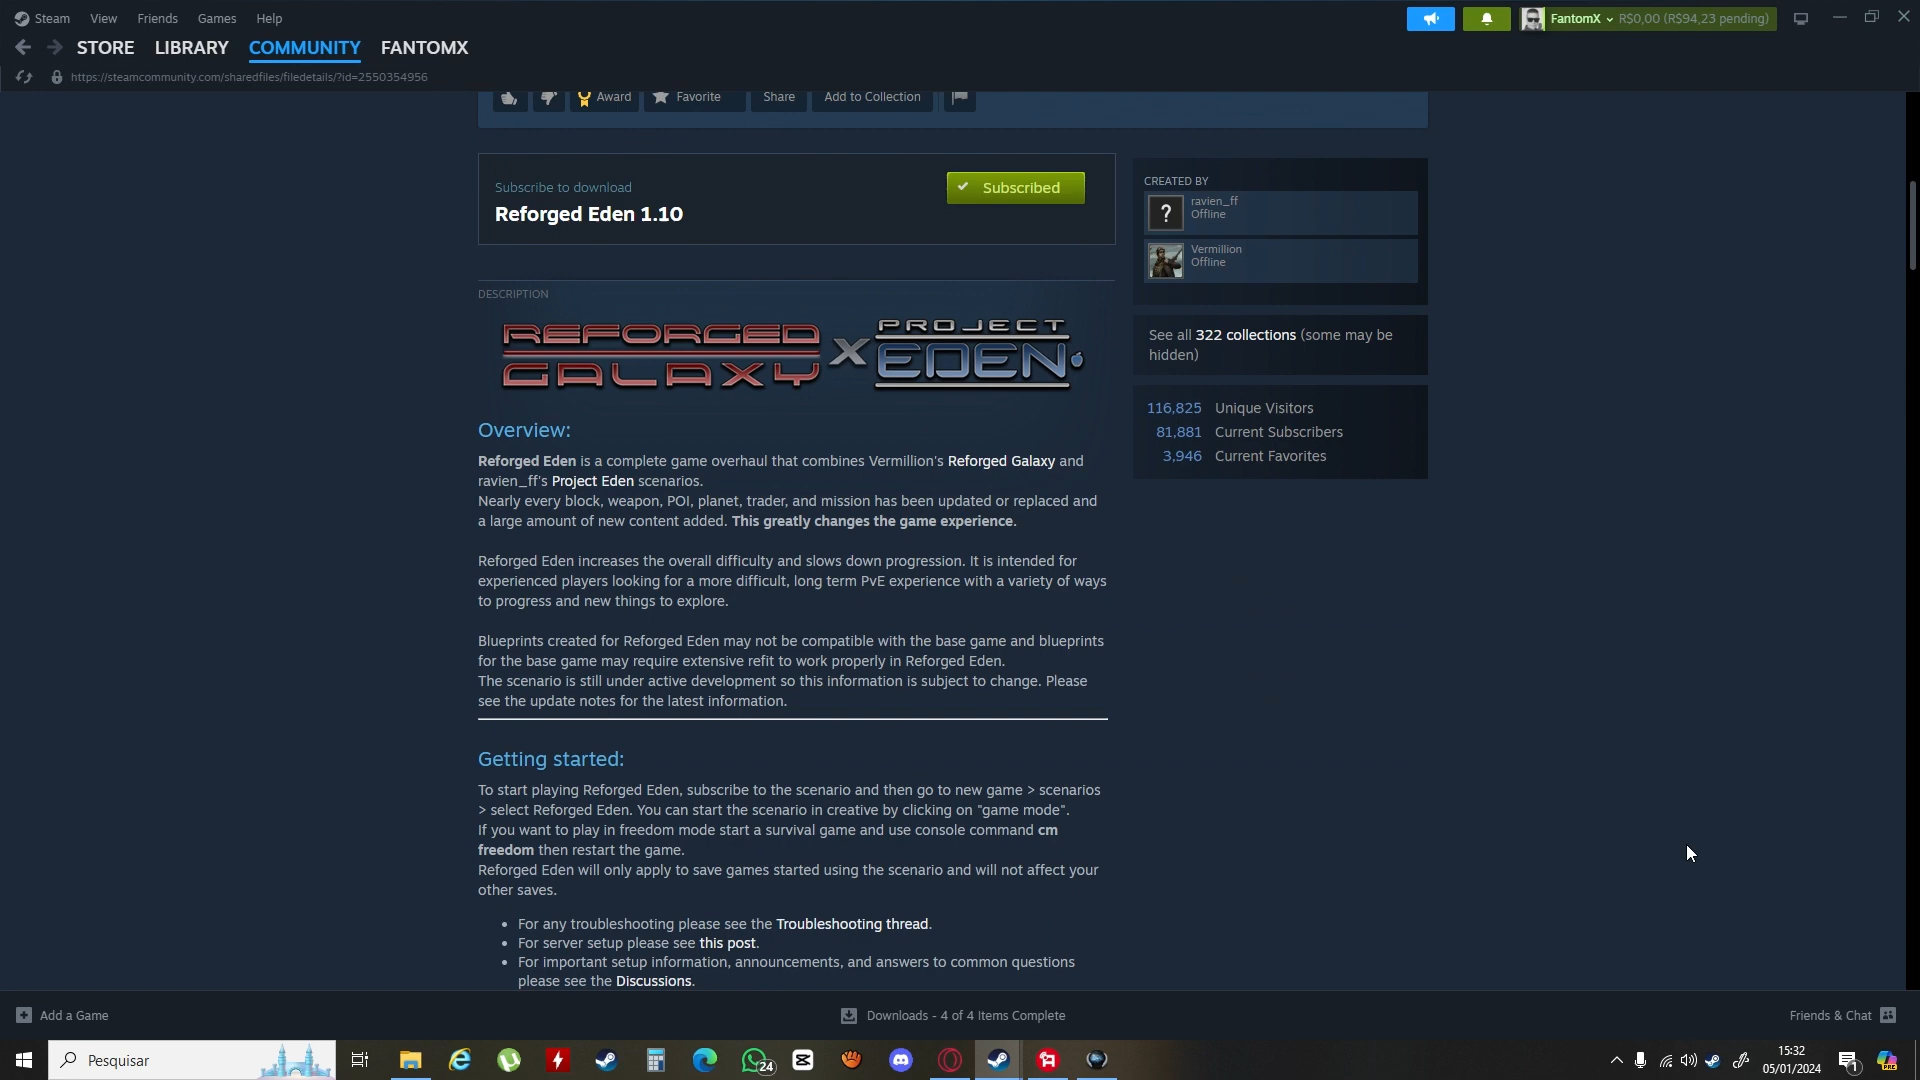 Steam View Friends Games Help
FantomX R$0,00 (R$94,23 pending)
STORE LIBRARY COMMUNITY FANTOMX
https://steamcommunity.com/sharedfiles/filedetails/?id=2550354956
Award Favorite Share Add to Collection
Subscribe to download
Reforged Eden 1.10
Subscribed
CREATED BY
ravien_ff
Offline
Vermillion
Offline
See all 322 collections (some may be
hidden)
116,825 Unique Visitors
81,881 Current Subscribers
3,946 Current Favorites
DESCRIPTION
REFORGED GALAXY X PROJECT EDEN
Overview:
Reforged Eden is a complete game overhaul that combines Vermillion's Reforged Galaxy and
ravien_ff's Project Eden scenarios.
Nearly every block, weapon, POI, planet, trader, and mission has been updated or replaced and
a large amount of new content added. This greatly changes the game experience.
Reforged Eden increases the overall difficulty and slows down progression. It is intended for
experienced players looking for a more difficult, long term PvE experience with a variety of ways
to progress and new things to explore.
Blueprints created for Reforged Eden may not be compatible with the base game and blueprints
for the base game may require extensive refit to work properly in Reforged Eden.
The scenario is still under active development so this information is subject to change. Please
see the update notes for the latest information.
Getting started:
To start playing Reforged Eden, subscribe to the scenario and then go to new game > scenarios
> select Reforged Eden. You can start the scenario in creative by clicking on "game mode".
If you want to play in freedom mode start a survival game and use console command cm
freedom then restart the game.
Reforged Eden will only apply to save games started using the scenario and will not affect your
other saves.
• For any troubleshooting please see the Troubleshooting thread.
• For server setup please see this post.
• For important setup information, announcements, and answers to common questions
please see the Discussions.
Add a Game
Downloads - 4 of 4 Items Complete
Friends & Chat
Pesquisar
24
15:32
05/01/2024
1
PRE